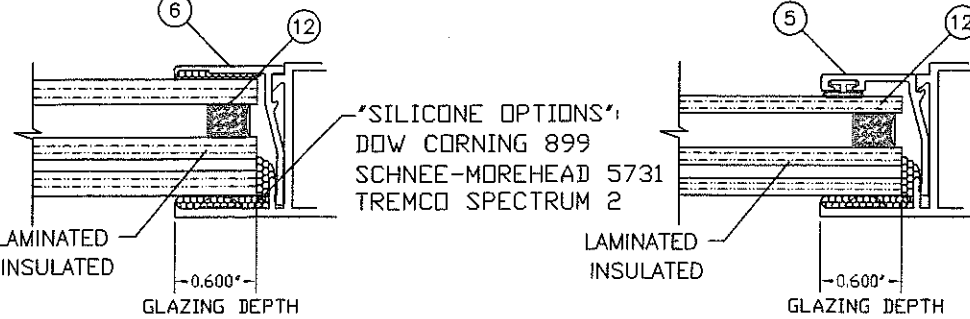 6
12
5
12
"SILICONE OPTIONS":
DOW CORNING 899
SCHNEE-MOREHEAD 5731
TREMCO SPECTRUM 2
LAMINATED
INSULATED
0.600"
GLAZING DEPTH
LAMINATED
INSULATED
0.600"
GLAZING DEPTH